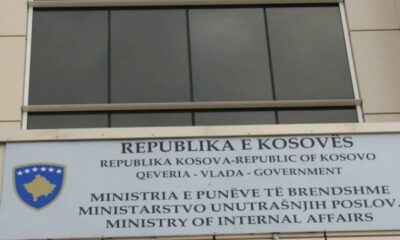 REPUBLIKA E KOSOVËS
REPUBLIKA KOSOVA-REPUBLIC OF KOSOVO
QEVERIA - VLADA - GOVERNMENT
MINISTRIA E PUNËVE TË BRENDSHME
MINISTARSTVO UNUTRAŠNJIH POSLOVA
MINISTRY OF INTERNAL AFFAIRS